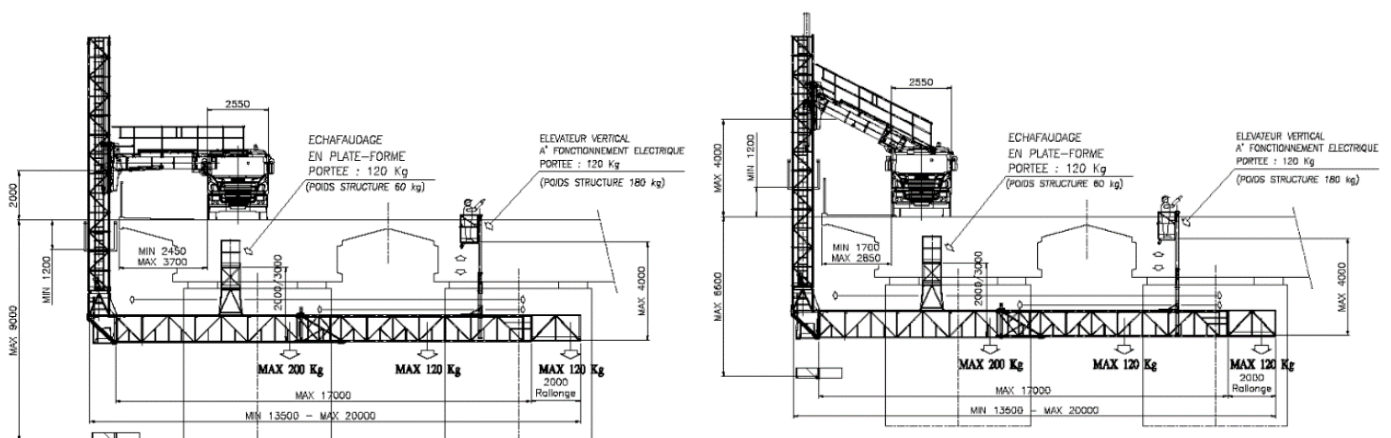 2550
ECHAFAUDAGE
EN PLATE-FORME
PORTEE : 120 Kg
(POIDS STRUCTURE 60 kg)
ELEVATEUR VERTICAL
A' FONCTIONNEMENT ELECTRIQUE
PORTEE : 120 Kg
(POIDS STRUCTURE 180 kg)
2000
MIN 1200
MAX 9000
MIN 2450
MAX 3700
2000/3000
MAX 4000
MAX 200 Kg
MAX 120 Kg
MAX 120 Kg
2000
Rallonge
MAX 17000
MIN 13500 - MAX 20000
2550
ECHAFAUDAGE
EN PLATE-FORME
PORTEE : 120 Kg
(POIDS STRUCTURE 60 kg)
ELEVATEUR VERTICAL
A' FONCTIONNEMENT ELECTRIQUE
PORTEE : 120 Kg
(POIDS STRUCTURE 180 kg)
MAX 4000
MIN 1200
MAX 6600
MIN 1700
MAX 2850
2000/3000
MAX 4000
MAX 200 Kg
MAX 120 Kg
MAX 120 Kg
2000
Rallonge
MAX 17000
MIN 13500 - MAX 20000